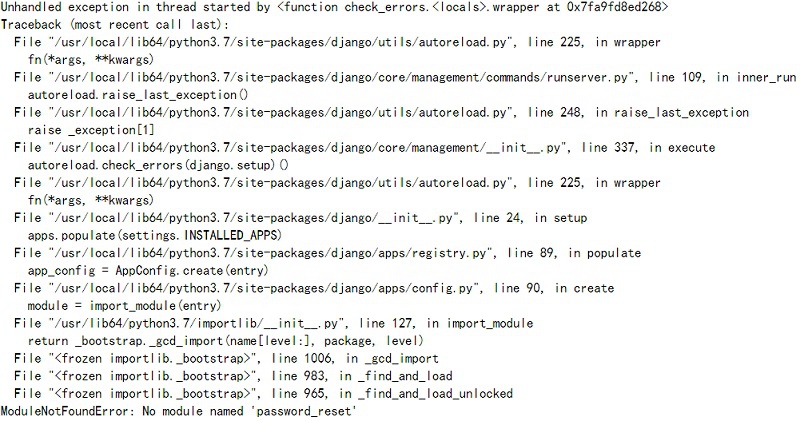 Unhandled exception in thread started by <function check_errors.<locals>.wrapper at 0x7fa9fd8ed268>
Traceback (most recent call last):
  File "/usr/local/lib64/python3.7/site-packages/django/utils/autoreload.py", line 225, in wrapper
    fn(*args, **kwargs)
  File "/usr/local/lib64/python3.7/site-packages/django/core/management/commands/runserver.py", line 109, in inner_run
    autoreload.raise_last_exception()
  File "/usr/local/lib64/python3.7/site-packages/django/utils/autoreload.py", line 248, in raise_last_exception
    raise _exception[1]
  File "/usr/local/lib64/python3.7/site-packages/django/core/management/__init__.py", line 337, in execute
    autoreload.check_errors(django.setup)()
  File "/usr/local/lib64/python3.7/site-packages/django/utils/autoreload.py", line 225, in wrapper
    fn(*args, **kwargs)
  File "/usr/local/lib64/python3.7/site-packages/django/__init__.py", line 24, in setup
    apps.populate(settings.INSTALLED_APPS)
  File "/usr/local/lib64/python3.7/site-packages/django/apps/registry.py", line 89, in populate
    app_config = AppConfig.create(entry)
  File "/usr/local/lib64/python3.7/site-packages/django/apps/config.py", line 90, in create
    module = import_module(entry)
  File "/usr/lib64/python3.7/importlib/__init__.py", line 127, in import_module
    return _bootstrap._gcd_import(name[level:], package, level)
  File "<frozen importlib._bootstrap>", line 1006, in _gcd_import
  File "<frozen importlib._bootstrap>", line 983, in _find_and_load
  File "<frozen importlib._bootstrap>", line 965, in _find_and_load_unlocked
ModuleNotFoundError: No module named 'password_reset'